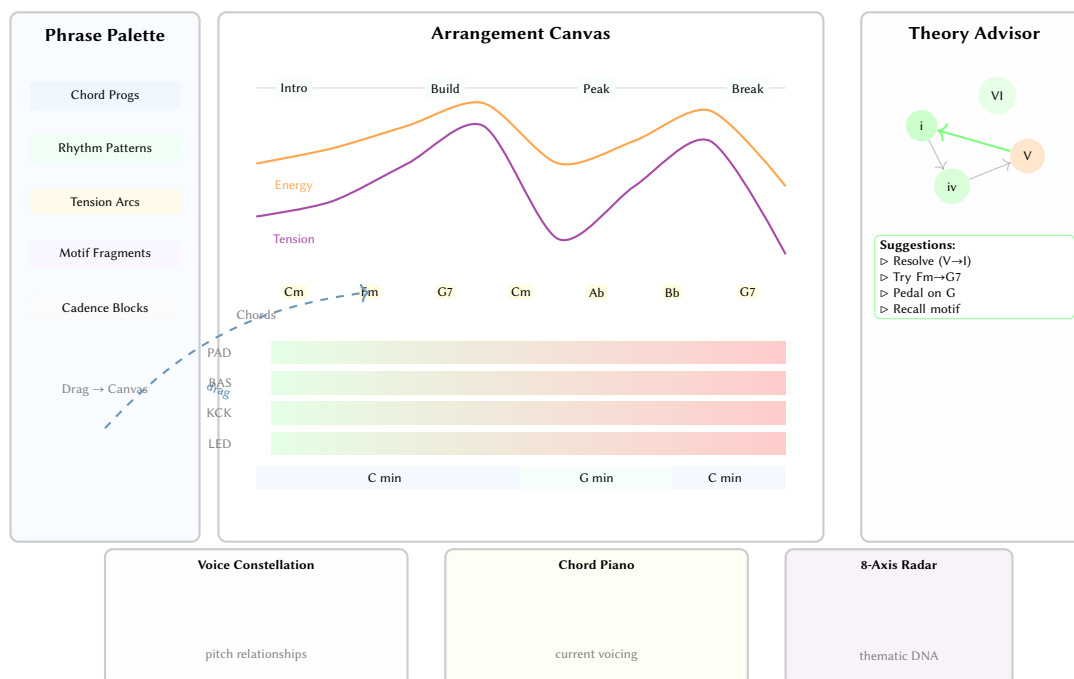 Phrase Palette
Chord Progs
Rhythm Patterns
Tension Arcs
Motif Fragments
Cadence Blocks
Drag → Canvas
drag
Arrangement Canvas
Intro Build Peak Break
Energy
Tension
Cm Fm G7 Cm Ab Bb G7
Chords
PAD
BAS
KCK
LED
C min G min C min
Theory Advisor
VI
i
V
iv
Suggestions:
▷ Resolve (V→I)
▷ Try Fm→G7
▷ Pedal on G
▷ Recall motif
Voice Constellation
pitch relationships
Chord Piano
current voicing
8-Axis Radar
thematic DNA